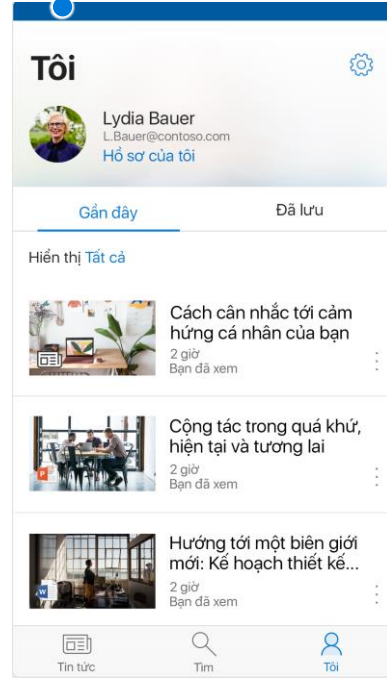 Tôi
Lydia Bauer
L.Bauer@contoso.com
Hồ sơ của tôi
Gần đây
Đã lưu
Hiển thị Tất cả
Cách cân nhắc tới cảm
hứng cá nhân của bạn
2 giờ
Bạn đã xem
Cộng tác trong quá khứ,
hiện tại và tương lai
2 giờ
Bạn đã xem
Hướng tới một biên giới
mới: Kế hoạch thiết kế...
2 giờ
Bạn đã xem
Tin tức
Tìm
Tôi